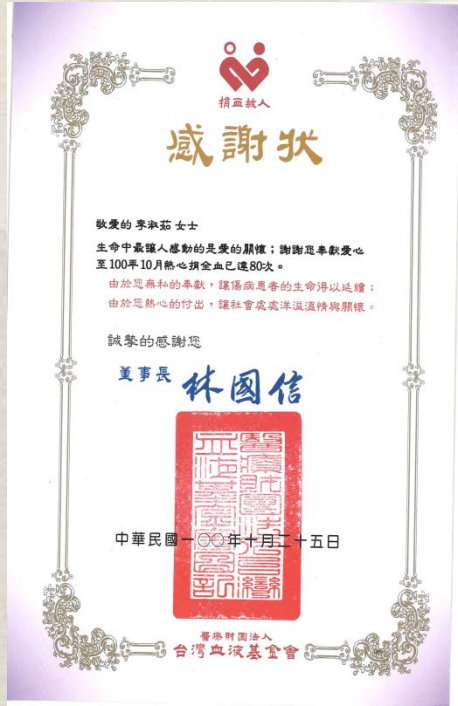 捐血救人
感謝狀
敬愛的 李淑茹 女士
生命中最讓人感動的是愛的關懷；謝謝您奉獻愛心
至100年10月熱心捐全血已達80次。
由於您無私的奉獻，讓傷病患者的生命得以延續；
由於您熱心的付出，讓社會處處洋溢溫情與關懷。
誠摯的感謝您
董事長 林國信
中華民國一〇〇年十月二十五日
醫療財團法人
台灣血液基金會